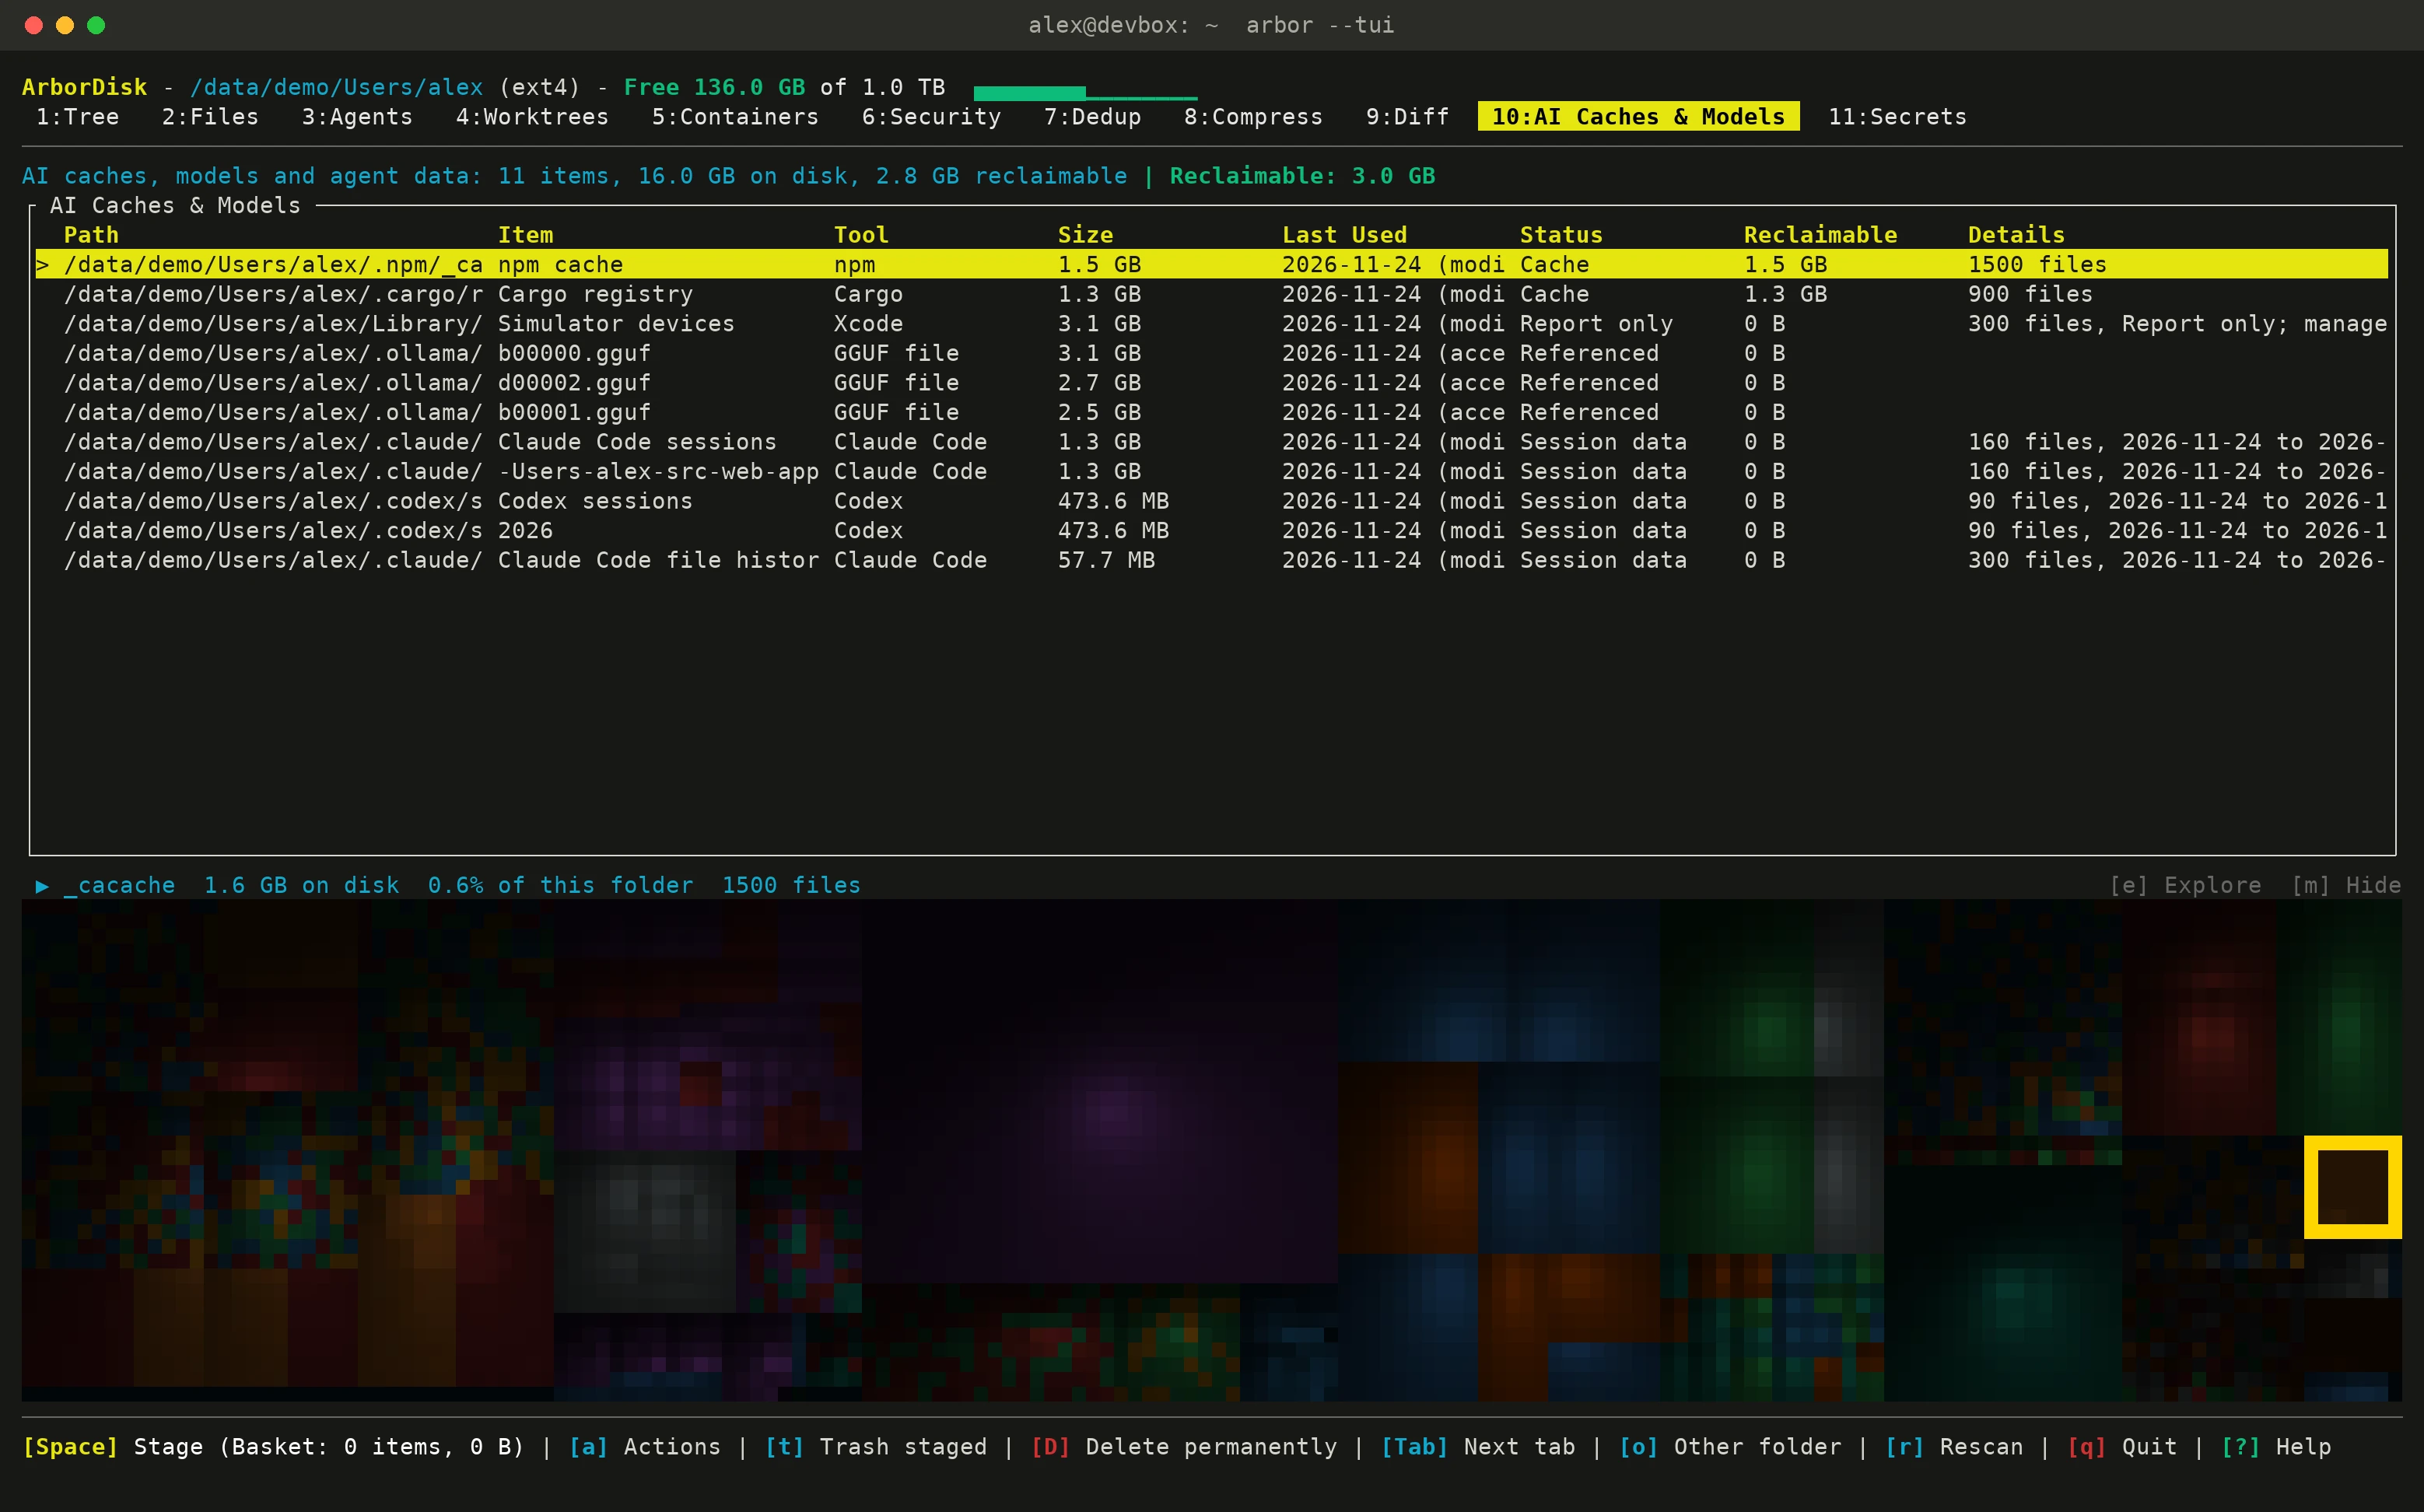 alex@devbox: ~  arbor --tui
ArborDisk - /data/demo/Users/alex (ext4) - Free 136.0 GB of 1.0 TB
1:Tree   2:Files   3:Agents   4:Worktrees   5:Containers   6:Security   7:Dedup   8:Compress   9:Diff   10:AI Caches & Models   11:Secrets
AI caches, models and agent data: 11 items, 16.0 GB on disk, 2.8 GB reclaimable | Reclaimable: 3.0 GB
AI Caches & Models
Path   Item   Tool   Size   Last Used   Status   Reclaimable   Details
> /data/demo/Users/alex/.npm/_ca npm cache   npm   1.5 GB   2026-11-24 (modi Cache   1.5 GB   1500 files
/data/demo/Users/alex/.cargo/r Cargo registry   Cargo   1.3 GB   2026-11-24 (modi Cache   1.3 GB   900 files
/data/demo/Users/alex/Library/ Simulator devices   Xcode   3.1 GB   2026-11-24 (modi Report only   0 B   300 files, Report only; manage
/data/demo/Users/alex/.ollama/ b00000.gguf   GGUF file   3.1 GB   2026-11-24 (acce Referenced   0 B
/data/demo/Users/alex/.ollama/ d00002.gguf   GGUF file   2.7 GB   2026-11-24 (acce Referenced   0 B
/data/demo/Users/alex/.ollama/ b00001.gguf   GGUF file   2.5 GB   2026-11-24 (acce Referenced   0 B
/data/demo/Users/alex/.claude/ Claude Code sessions   Claude Code   1.3 GB   2026-11-24 (modi Session data   0 B   160 files, 2026-11-24 to 2026-
/data/demo/Users/alex/.claude/ -Users-alex-src-web-app Claude Code   1.3 GB   2026-11-24 (modi Session data   0 B   160 files, 2026-11-24 to 2026-
/data/demo/Users/alex/.codex/s Codex sessions   Codex   473.6 MB   2026-11-24 (modi Session data   0 B   90 files, 2026-11-24 to 2026-1
/data/demo/Users/alex/.codex/s 2026   Codex   473.6 MB   2026-11-24 (modi Session data   0 B   90 files, 2026-11-24 to 2026-1
/data/demo/Users/alex/.claude/ Claude Code file histor Claude Code   57.7 MB   2026-11-24 (modi Session data   0 B   300 files, 2026-11-24 to 2026-
▶ _cacache  1.6 GB on disk  0.6% of this folder  1500 files   [e] Explore  [m] Hide
[Space] Stage (Basket: 0 items, 0 B) | [a] Actions | [t] Trash staged | [D] Delete permanently | [Tab] Next tab | [o] Other folder | [r] Rescan | [q] Quit | [?] Help